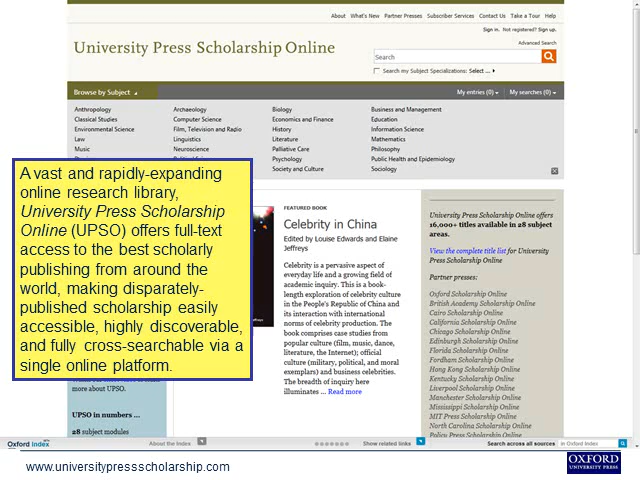 About What's New Partner Presses Subscriber Services Contact Us Take a Tour Help
Sign in. Not registered? Sign up.
University Press Scholarship Online
Advanced Search
Search
Search my Subject Specializations: Select ...
Browse by Subject
My entries (0)
My searches (0)
Anthropology Archaeology Biology Business and Management
Classical Studies Computer Science Economics and Finance Education
Environmental Science Film, Television and Radio History Information Science
Law Linguistics Literature Mathematics
Music Neuroscience Palliative Care Philosophy
Psychology Public Health and Epidemiology
Society and Culture Sociology
A vast and rapidly-expanding
online research library,
University Press Scholarship
Online (UPSO) offers full-text
access to the best scholarly
publishing from around the
world, making disparately-
published scholarship easily
accessible, highly discoverable,
and fully cross-searchable via a
single online platform.
more about UPSO.
UPSO in numbers ...
28 subject modules
FEATURED BOOK
Celebrity in China
Edited by Louise Edwards and Elaine
Jeffreys
Celebrity is a pervasive aspect of
everyday life and a growing field of
academic inquiry. This is a book-
length exploration of celebrity culture
in the People's Republic of China and
its interaction with international
norms of celebrity production. The
book comprises case studies from
popular culture (film, music, dance,
literature, the Internet); official
culture (military, political, and moral
exemplars) and business celebrities.
The breadth of inquiry here
illuminates ... Read more
University Press Scholarship Online offers
16,000+ titles available in 28 subject
areas.
View the complete title list for University
Press Scholarship Online
Partner presses:
Oxford Scholarship Online
British Academy Scholarship Online
Cairo Scholarship Online
California Scholarship Online
Chicago Scholarship Online
Edinburgh Scholarship Online
Florida Scholarship Online
Fordham Scholarship Online
Hong Kong Scholarship Online
Kentucky Scholarship Online
Liverpool Scholarship Online
Manchester Scholarship Online
Mississippi Scholarship Online
MIT Press Scholarship Online
North Carolina Scholarship Online
Policy Press Scholarship Online
Oxford Index About the Index Show related links Search across all sources in Oxford Index
www.universitypressscholarship.com
OXFORD
UNIVERSITY PRESS